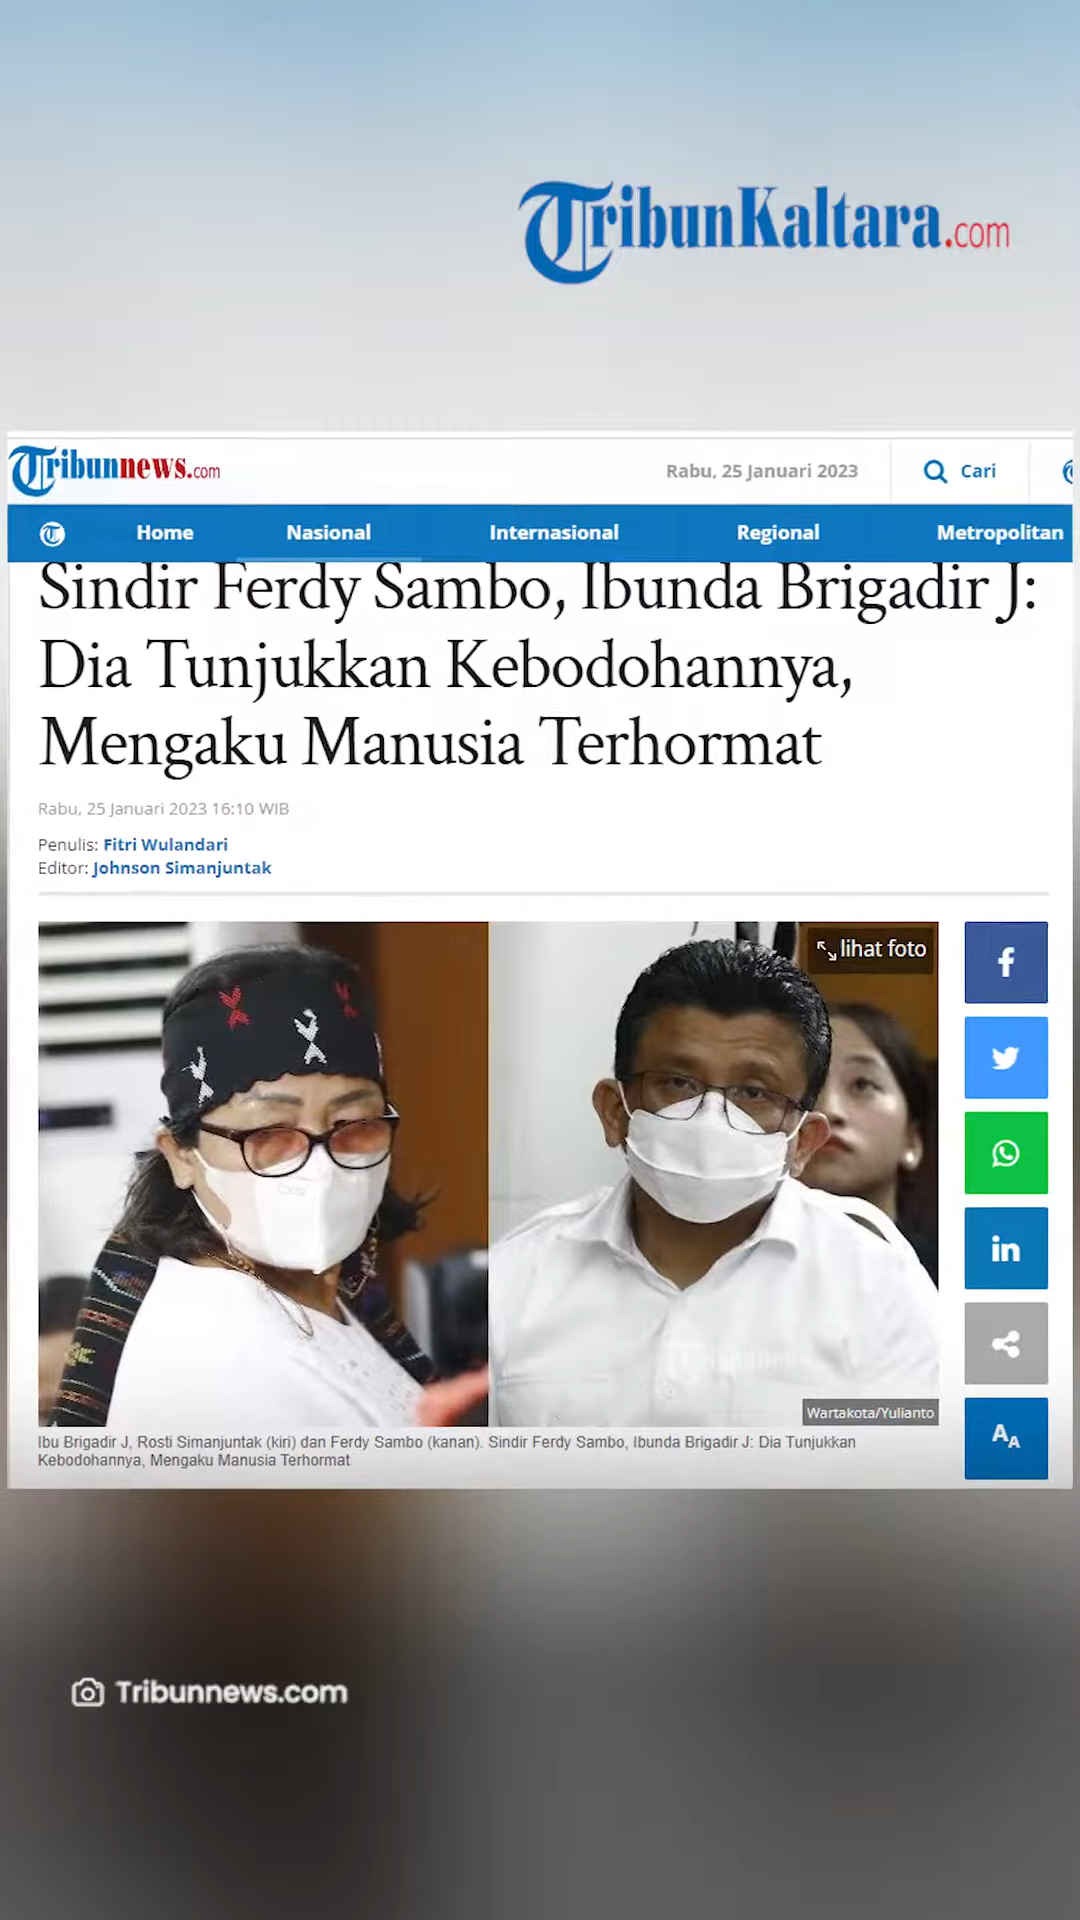 TribunKaltara.com
Tribunnews.com
Rabu, 25 Januari 2023
Cari
Home
Nasional
Internasional
Regional
Metropolitan
Sindir Ferdy Sambo, Ibunda Brigadir J:
Dia Tunjukkan Kebodohannya,
Mengaku Manusia Terhormat
Rabu, 25 Januari 2023 16:10 WIB
Penulis: Fitri Wulandari
Editor: Johnson Simanjuntak
lihat foto
Wartakota/Yulianto
Ibu Brigadir J, Rosti Simanjuntak (kiri) dan Ferdy Sambo (kanan). Sindir Ferdy Sambo, Ibunda Brigadir J: Dia Tunjukkan
Kebodohannya, Mengaku Manusia Terhormat
AA
Tribunnews.com